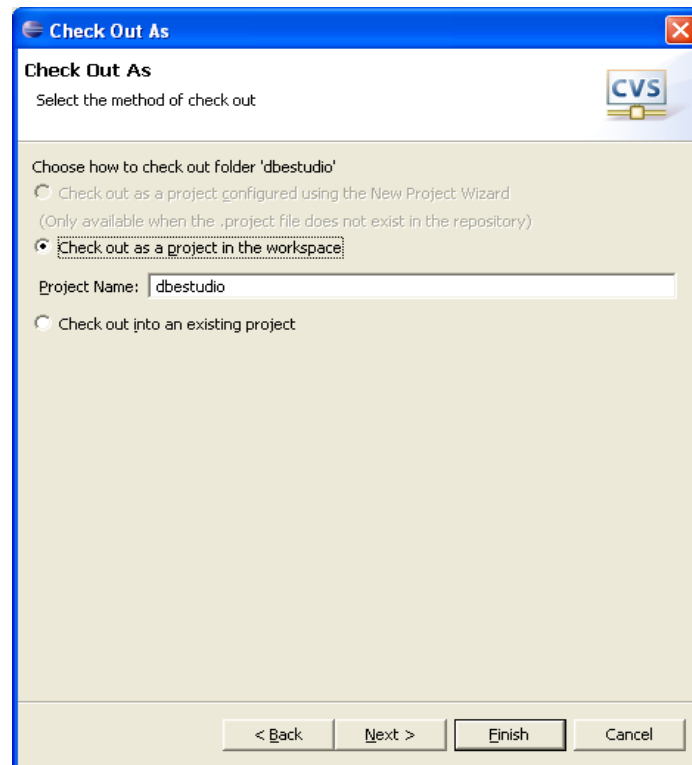 Check Out As
Check Out As
Select the method of check out
CVS
Choose how to check out folder 'dbestudio'
Check out as a project configured using the New Project Wizard
(Only available when the .project file does not exist in the repository)
Check out as a project in the workspace
Project Name: dbestudio
Check out into an existing project
< Back Next > Finish Cancel